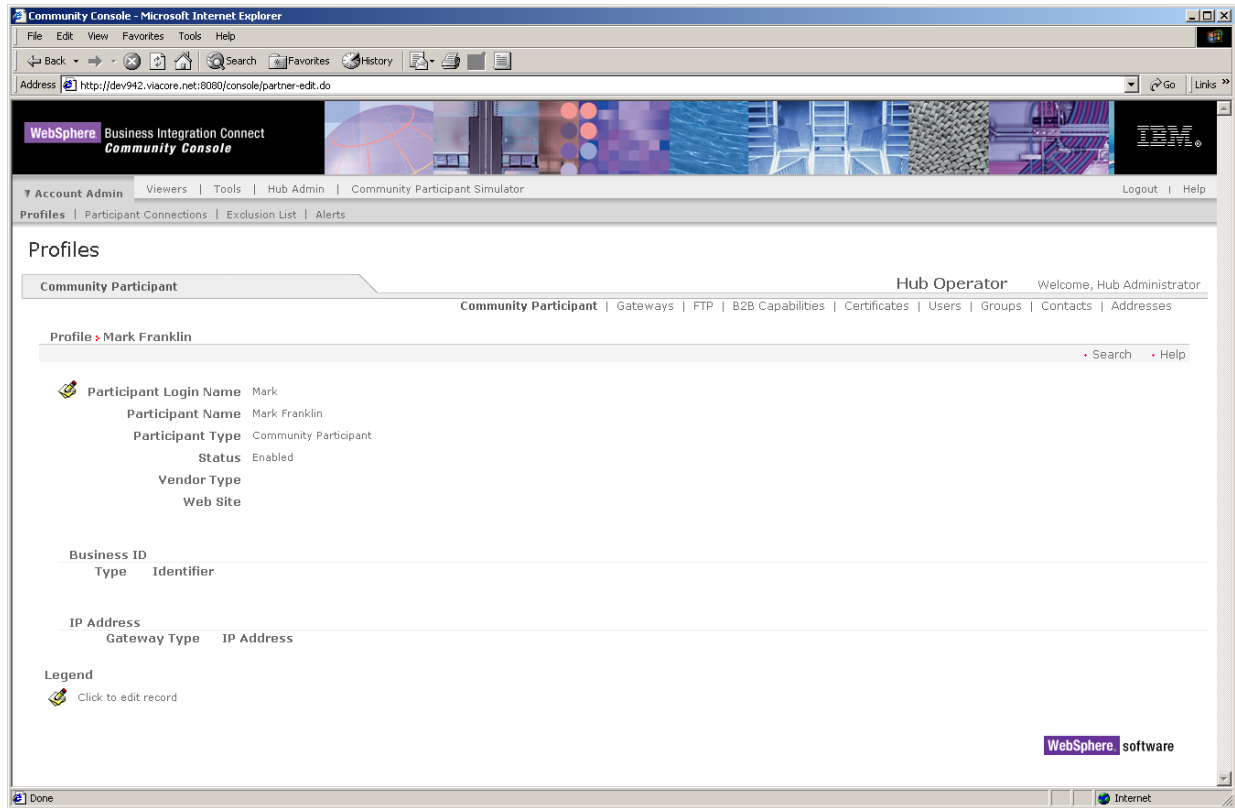 Community Console - Microsoft Internet Explorer
File Edit View Favorites Tools Help
Back Search Favorites History
Address http://dev942.viacore.net:8080/console/partner-edit.do Go Links »
WebSphere. Business Integration Connect
Community Console
IBM®
Account Admin Viewers | Tools | Hub Admin | Community Participant Simulator Logout | Help
Profiles | Participant Connections | Exclusion List | Alerts
Profiles
Community Participant Hub Operator Welcome, Hub Administrator
Community Participant | Gateways | FTP | B2B Capabilities | Certificates | Users | Groups | Contacts | Addresses
Profile Mark Franklin
Search Help
Participant Login Name Mark
Participant Name Mark Franklin
Participant Type Community Participant
Status Enabled
Vendor Type
Web Site
Business ID
Type Identifier
IP Address
Gateway Type IP Address
Legend
Click to edit record
WebSphere. software
Done Internet